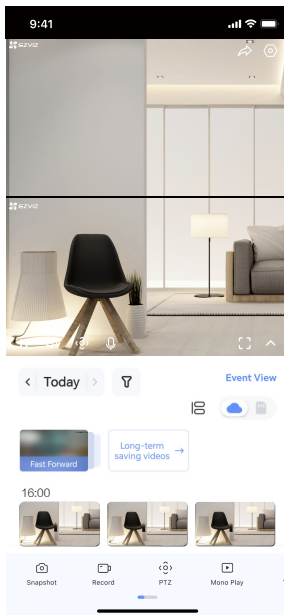 9:41
EZVIZ
EZVIZ
Today
Event View
Fast Forward
Long-term
saving videos
16:00
Snapshot
Record
PTZ
Mono Play